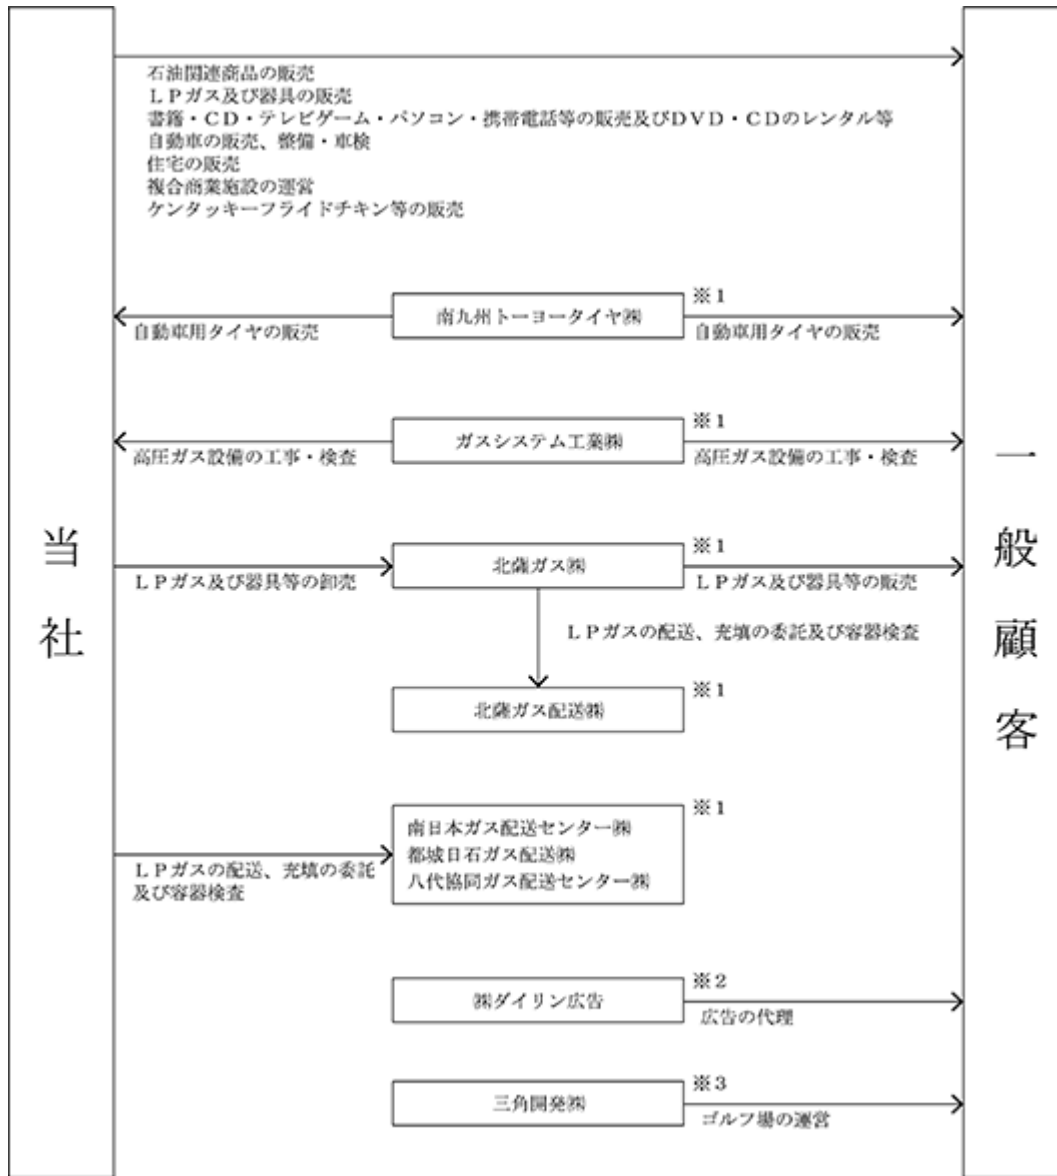 石油関連商品の販売
ＬＰガス及び器具の販売
書籍・ＣＤ・テレビゲーム・パソコン・携帯電話等の販売及びＤＶＤ・ＣＤのレンタル等
自動車の販売、整備・車検
住宅の販売
複合商業施設の運営
ケンタッキーフライドチキン等の販売
当社
一般顧客
南九州トーヨータイヤ㈱
※１
自動車用タイヤの販売
自動車用タイヤの販売
ガスシステム工業㈱
※１
高圧ガス設備の工事・検査
高圧ガス設備の工事・検査
北薩ガス㈱
※１
ＬＰガス及び器具等の卸売
ＬＰガス及び器具等の販売
ＬＰガスの配送、充填の委託及び容器検査
北薩ガス配送㈱
※１
南日本ガス配送センター㈱
都城日石ガス配送㈱
八代協同ガス配送センター㈱
※１
ＬＰガスの配送、充填の委託
及び容器検査
㈱ダイリン広告
※２
広告の代理
三角開発㈱
※３
ゴルフ場の運営